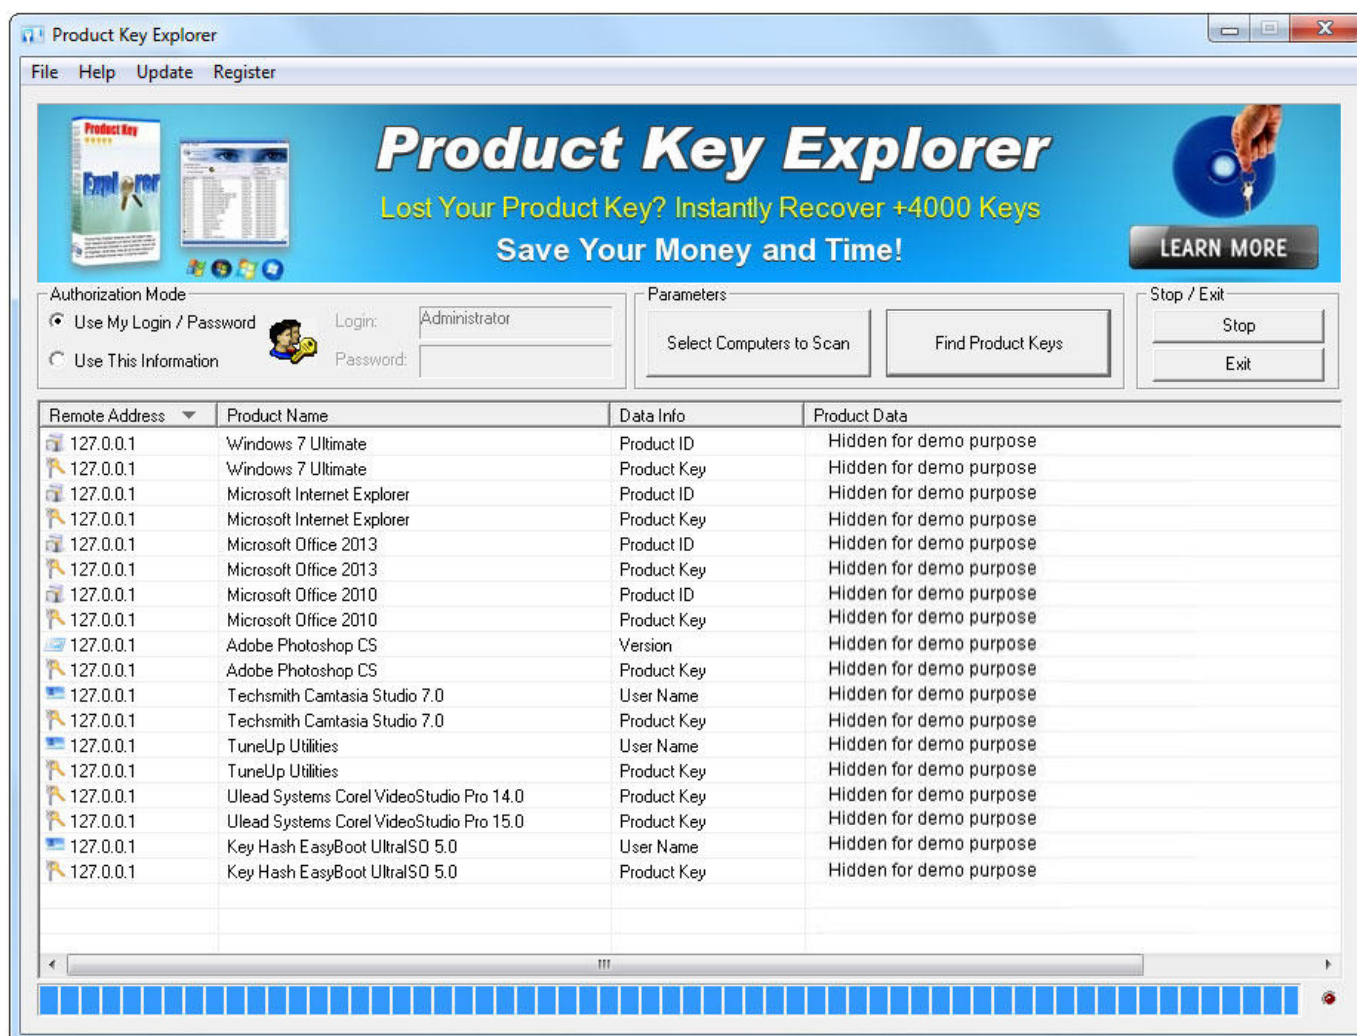 Product Key Explorer
File Help Update Register
Product Key
Explorer
Product Key Explorer
Lost Your Product Key? Instantly Recover +4000 Keys
Save Your Money and Time!
LEARN MORE
Authorization Mode
Use My Login / Password
Use This Information
Login: Administrator
Password:
Parameters
Select Computers to Scan
Find Product Keys
Stop / Exit
Stop
Exit
Remote Address Product Name Data Info Product Data
127.0.0.1 Windows 7 Ultimate Product ID Hidden for demo purpose
127.0.0.1 Windows 7 Ultimate Product Key Hidden for demo purpose
127.0.0.1 Microsoft Internet Explorer Product ID Hidden for demo purpose
127.0.0.1 Microsoft Internet Explorer Product Key Hidden for demo purpose
127.0.0.1 Microsoft Office 2013 Product ID Hidden for demo purpose
127.0.0.1 Microsoft Office 2013 Product Key Hidden for demo purpose
127.0.0.1 Microsoft Office 2010 Product ID Hidden for demo purpose
127.0.0.1 Microsoft Office 2010 Product Key Hidden for demo purpose
127.0.0.1 Adobe Photoshop CS Version Hidden for demo purpose
127.0.0.1 Adobe Photoshop CS Product Key Hidden for demo purpose
127.0.0.1 Techsmith Camtasia Studio 7.0 User Name Hidden for demo purpose
127.0.0.1 Techsmith Camtasia Studio 7.0 Product Key Hidden for demo purpose
127.0.0.1 TuneUp Utilities User Name Hidden for demo purpose
127.0.0.1 TuneUp Utilities Product Key Hidden for demo purpose
127.0.0.1 Ulead Systems Corel VideoStudio Pro 14.0 Product Key Hidden for demo purpose
127.0.0.1 Ulead Systems Corel VideoStudio Pro 15.0 Product Key Hidden for demo purpose
127.0.0.1 Key Hash EasyBoot UltraISO 5.0 User Name Hidden for demo purpose
127.0.0.1 Key Hash EasyBoot UltraISO 5.0 Product Key Hidden for demo purpose